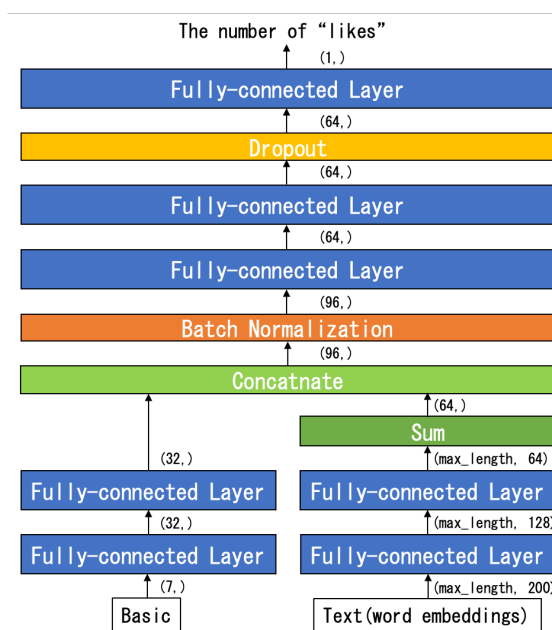 The number of “likes”
(1, )
Fully-connected Layer
(64, )
Dropout
(64, )
Fully-connected Layer
(64, )
Fully-connected Layer
(96, )
Batch Normalization
(96, )
Concatnate
(64, )
Sum
(32, )
(max_length, 64)
Fully-connected Layer
Fully-connected Layer
(32, )
(max_length, 128)
Fully-connected Layer
Fully-connected Layer
(7, )
(max_length, 200)
Basic
Text(word embeddings)